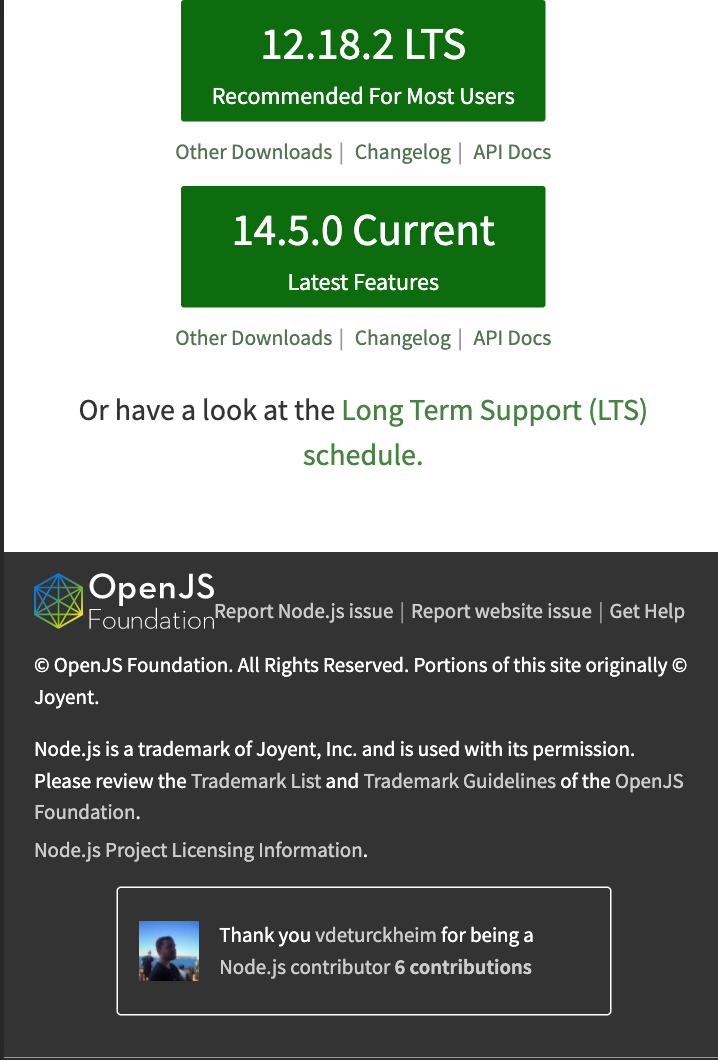 12.18.2 LTS
Recommended For Most Users
Other Downloads | Changelog | API Docs
14.5.0 Current
Latest Features
Other Downloads | Changelog | API Docs
Or have a look at the Long Term Support (LTS)
schedule.
OpenJS
Foundation
Report Node.js issue | Report website issue | Get Help
© OpenJS Foundation. All Rights Reserved. Portions of this site originally ©
Joyent.
Node.js is a trademark of Joyent, Inc. and is used with its permission.
Please review the Trademark List and Trademark Guidelines of the OpenJS
Foundation.
Node.js Project Licensing Information.
Thank you vdeturckheim for being a
Node.js contributor 6 contributions